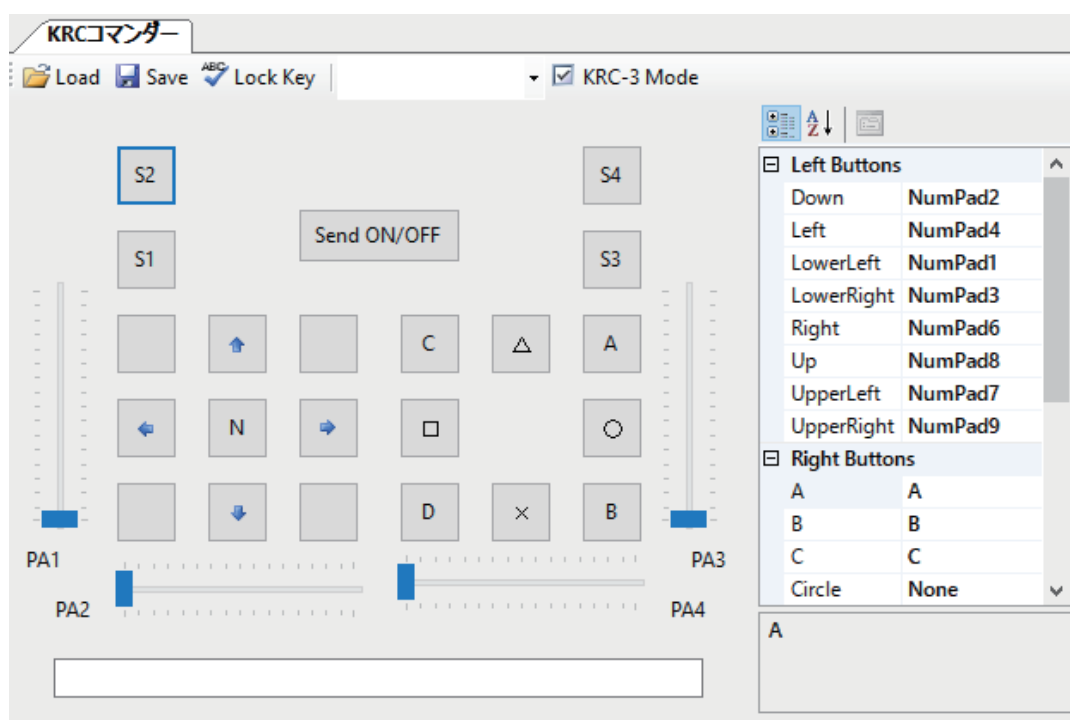 KRCコマンダー
Load Save ABC Lock Key KRC-3 Mode
S2 S4
Send ON/OFF
S1 S3
C △ A
N □ ○
D × B
PA1 PA3
PA2 PA4
A
Z
Left Buttons
Down NumPad2
Left NumPad4
LowerLeft NumPad1
LowerRight NumPad3
Right NumPad6
Up NumPad8
UpperLeft NumPad7
UpperRight NumPad9
Right Buttons
A A
B B
C C
Circle None
A